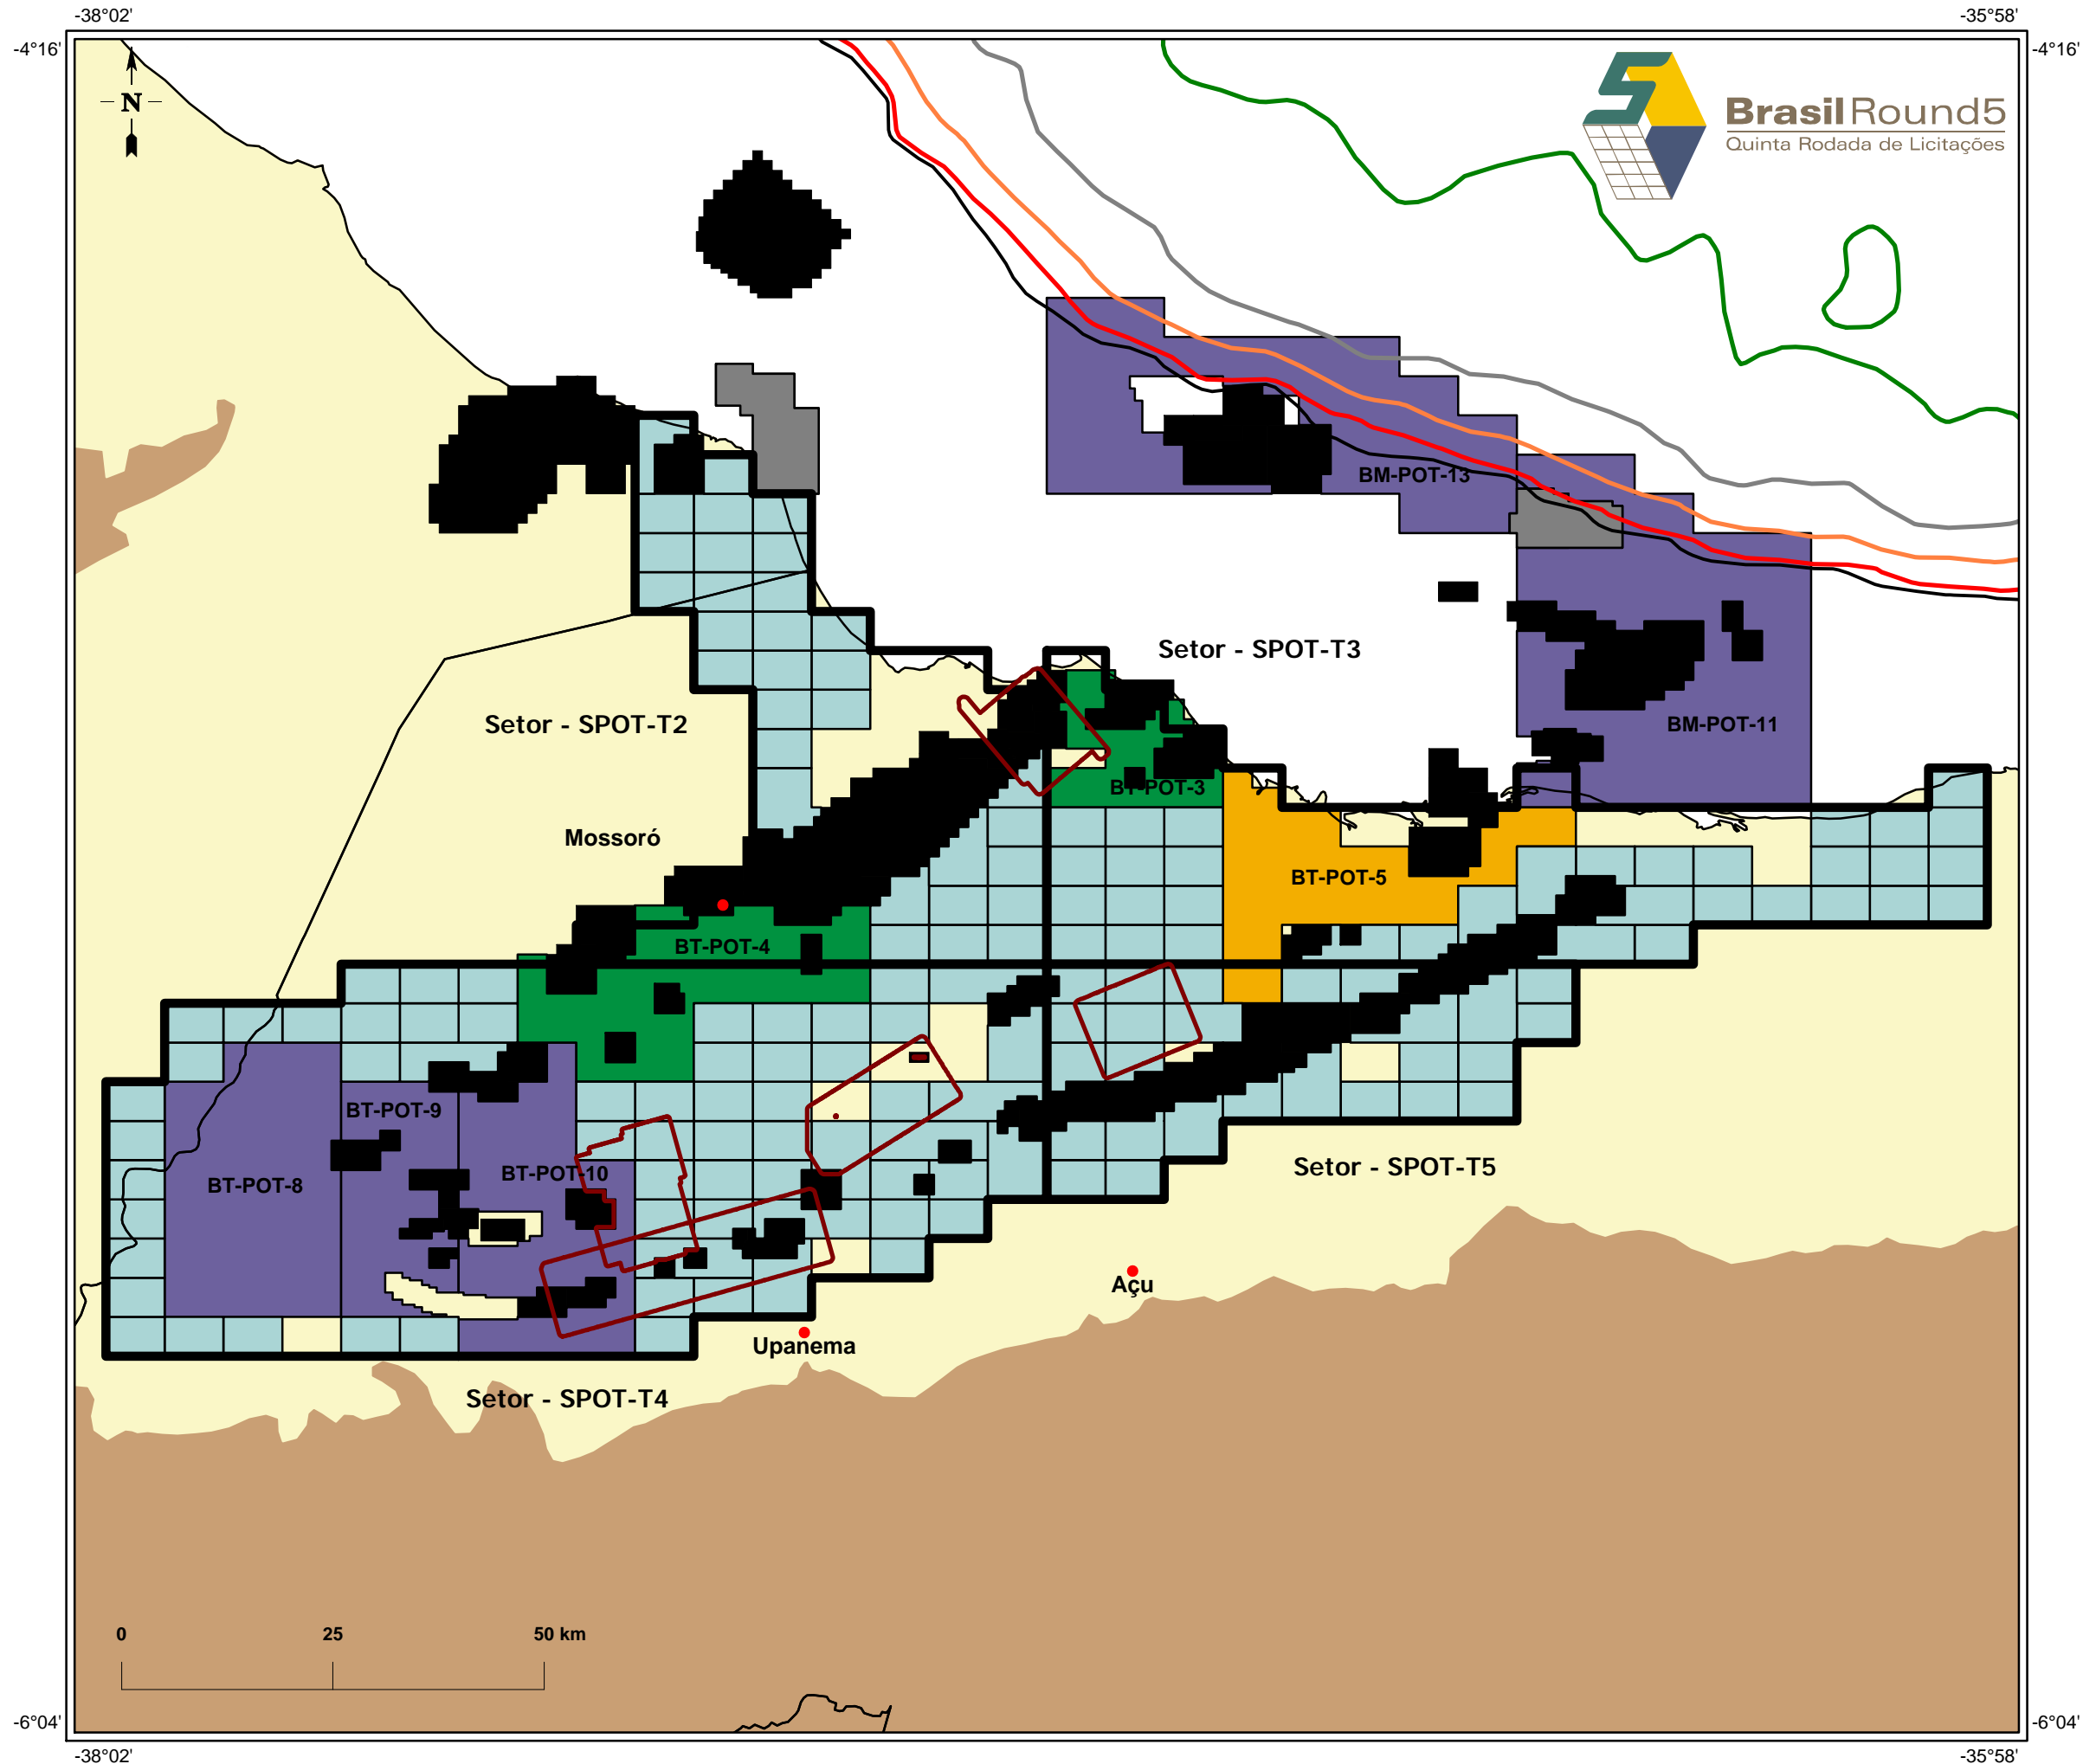 -38°02'
-35°58'
-4°16'
-4°16'
N
BrasilRound5
Quinta Rodada de Licitações
BM-POT-13
Setor - SPOT-T3
Setor - SPOT-T2
BM-POT-11
BT-POT-3
Mossoró
BT-POT-5
BT-POT-4
BT-POT-9
BT-POT-10
Setor - SPOT-T5
BT-POT-8
Açu
Upanema
Setor - SPOT-T4
0 25 50 km
-6°04'
-6°04'
-38°02'
-35°58'